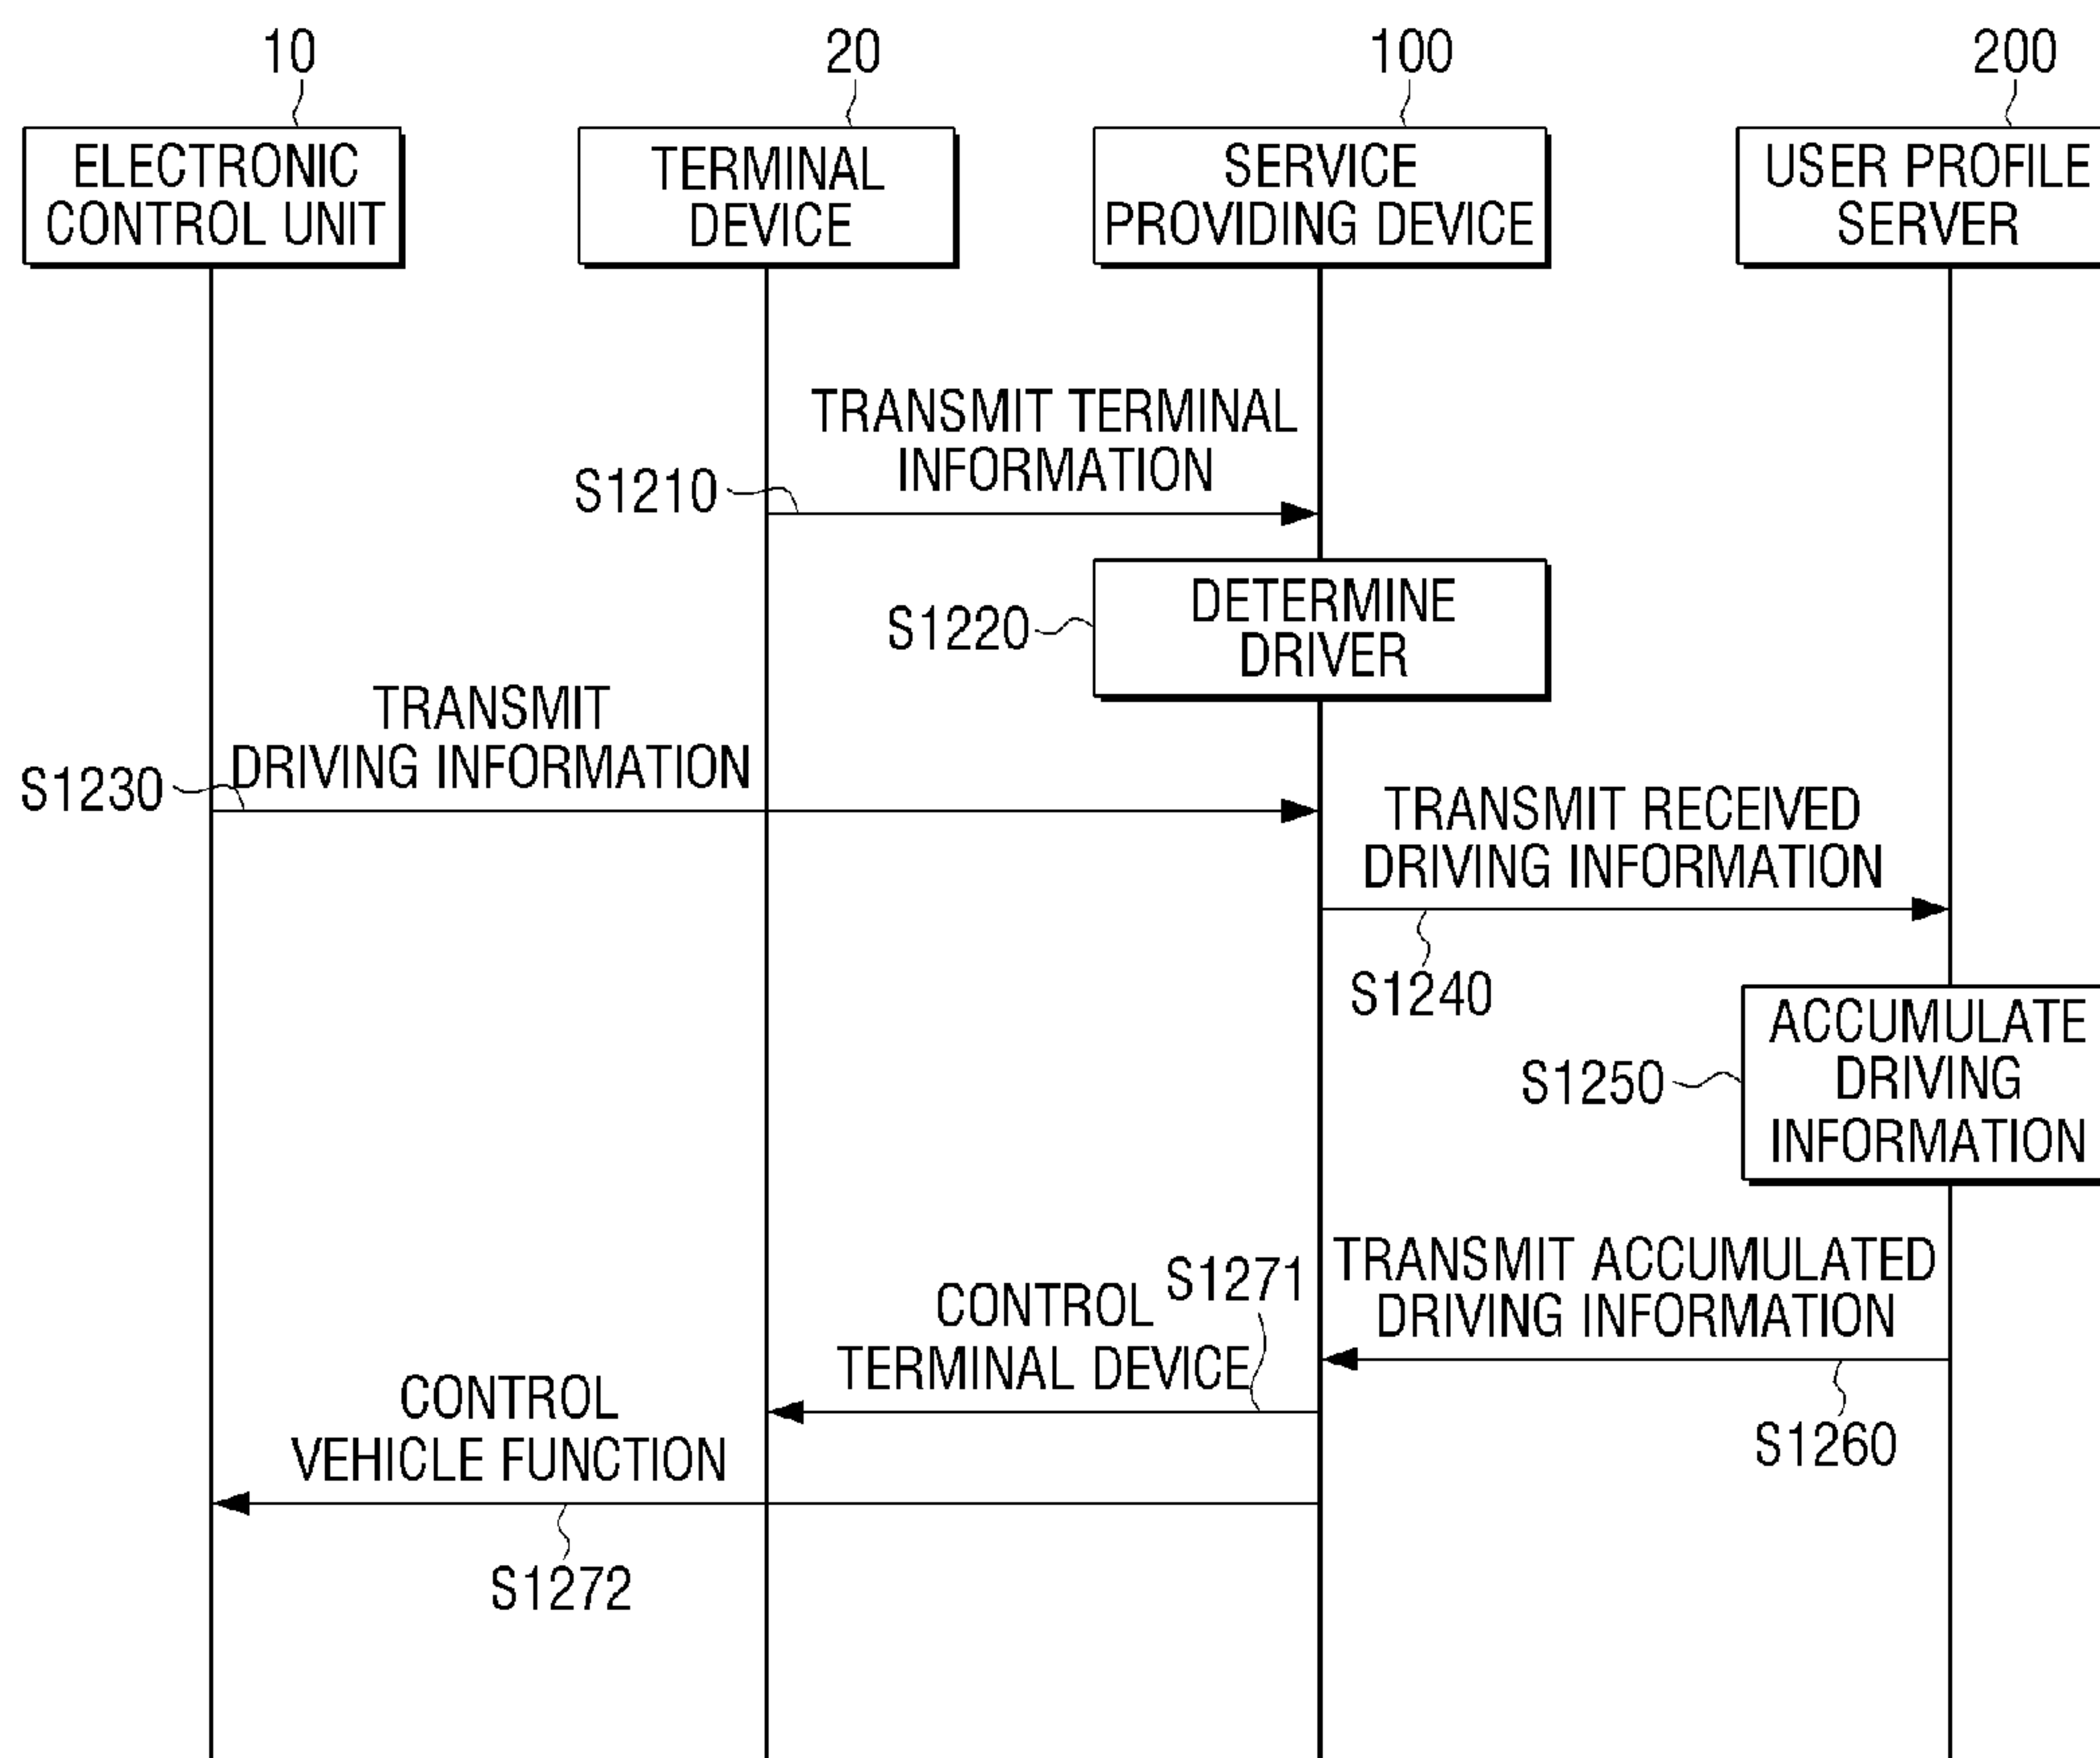 10
20
100
200
ELECTRONIC
CONTROL UNIT
TERMINAL
DEVICE
SERVICE
PROVIDING DEVICE
USER PROFILE
SERVER
TRANSMIT TERMINAL
INFORMATION
S1210
DETERMINE
DRIVER
S1220
TRANSMIT
DRIVING INFORMATION
S1230
TRANSMIT RECEIVED
DRIVING INFORMATION
S1240
ACCUMULATE
DRIVING
INFORMATION
S1250
TRANSMIT ACCUMULATED
DRIVING INFORMATION
S1260
S1271
CONTROL
TERMINAL DEVICE
CONTROL
VEHICLE FUNCTION
S1272